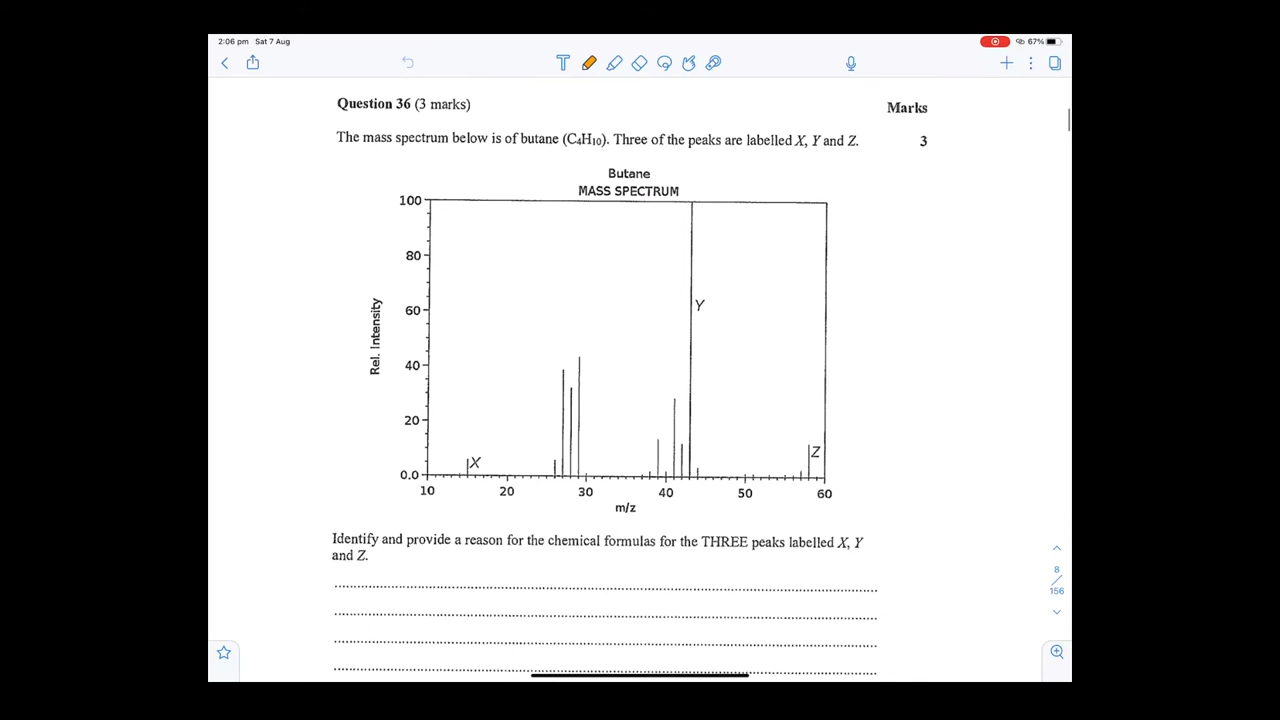 2:06 pm Sat 7 Aug
67%
Question 36 (3 marks)
Marks
The mass spectrum below is of butane (C₄H₁₀). Three of the peaks are labelled X, Y and Z.
3
Butane
MASS SPECTRUM
100
80
60
40
20
0.0
Rel. Intensity
X
Y
Z
10
20
30
40
50
60
m/z
Identify and provide a reason for the chemical formulas for the THREE peaks labelled X, Y
and Z.
8
156